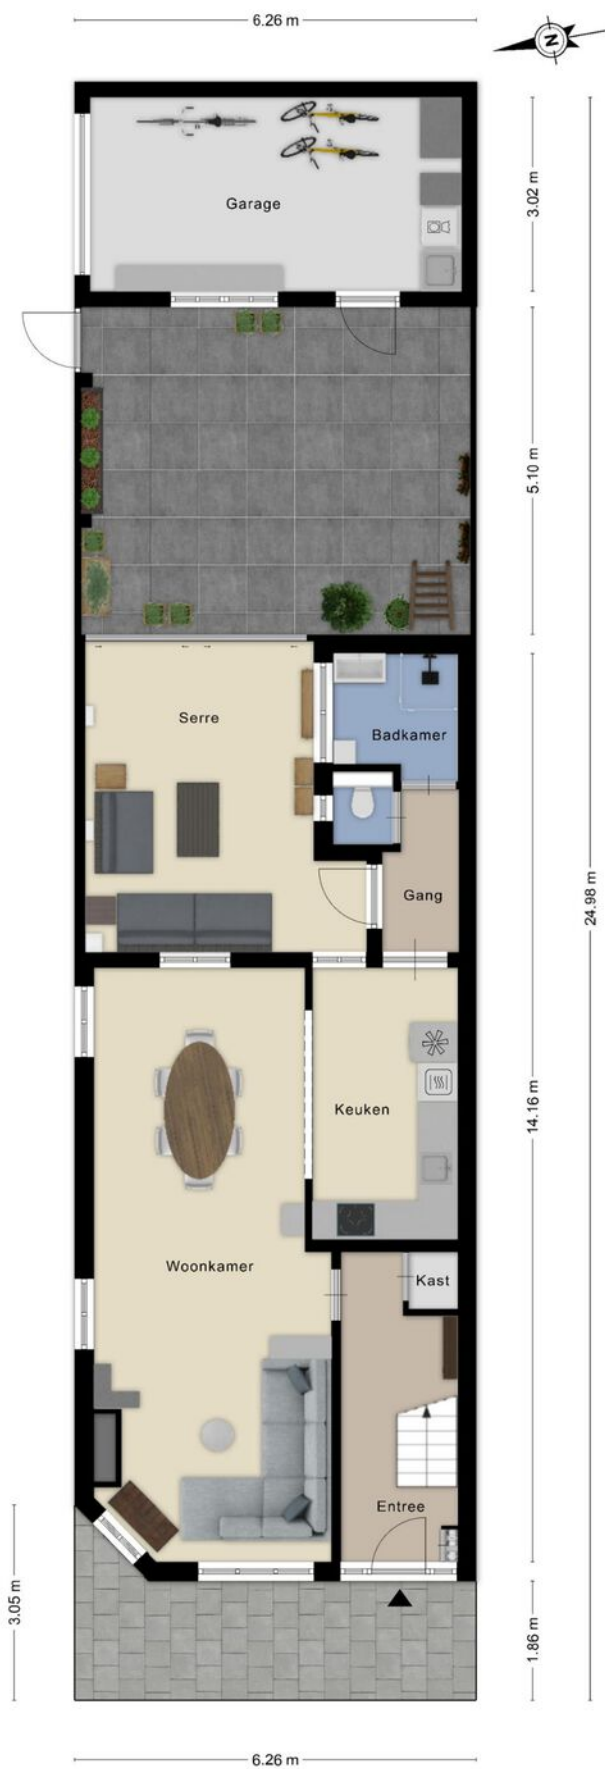 6.26 m
N
Garage
3.02 m
5.10 m
Serre
Badkamer
Gang
24.98 m
14.16 m
Keuken
Woonkamer
Kast
Entree
3.05 m
1.86 m
6.26 m